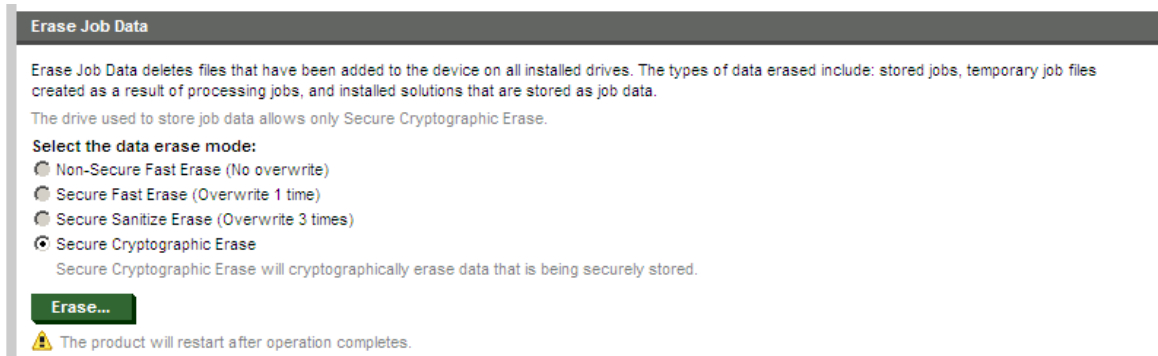 Erase Job Data
Erase Job Data deletes files that have been added to the device on all installed drives. The types of data erased include: stored jobs, temporary job files
created as a result of processing jobs, and installed solutions that are stored as job data.
The drive used to store job data allows only Secure Cryptographic Erase.
Select the data erase mode:
Non-Secure Fast Erase (No overwrite)
Secure Fast Erase (Overwrite 1 time)
Secure Sanitize Erase (Overwrite 3 times)
Secure Cryptographic Erase
Secure Cryptographic Erase will cryptographically erase data that is being securely stored.
Erase...
The product will restart after operation completes.